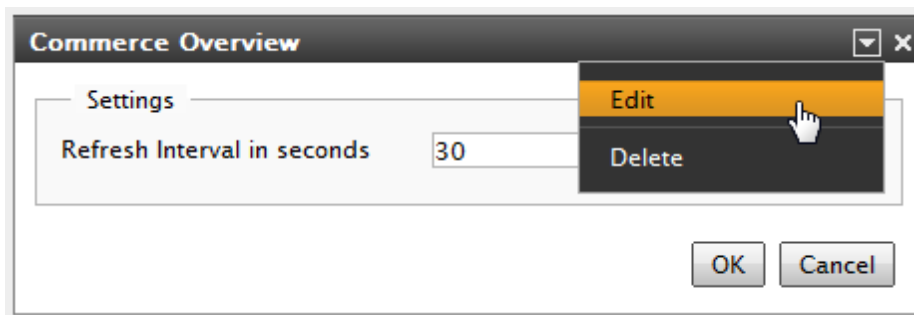 Commerce Overview
Settings
Edit
Refresh Interval in seconds 30
Delete
OK Cancel